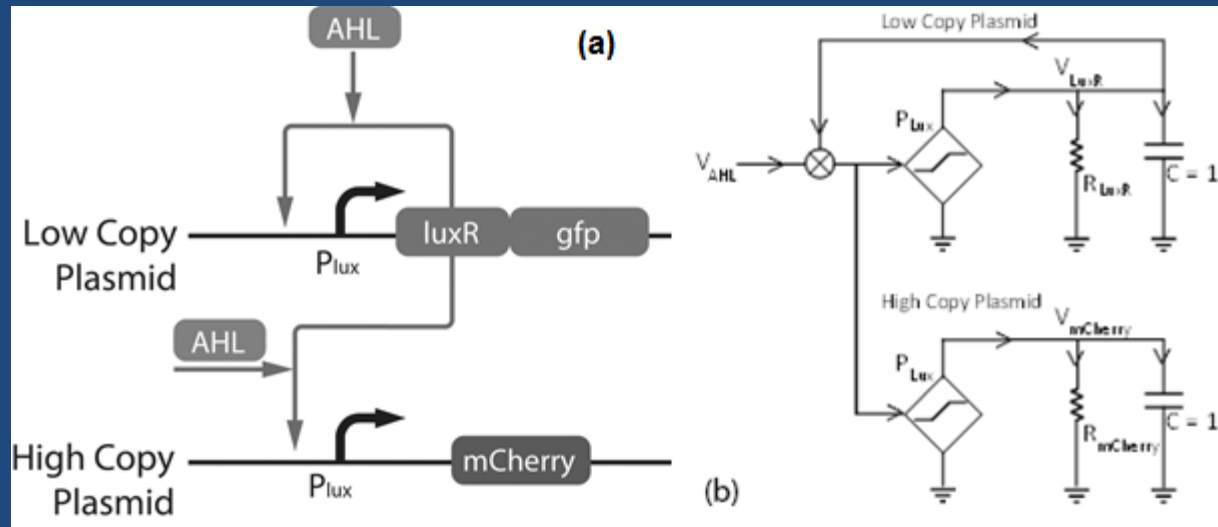 AHL
(a)
Low Copy
Plasmid
Plux
luxR
gfp
AHL
High Copy
Plasmid
Plux
mCherry
Low Copy Plasmid
VLuxR
PLux
VAHL
RLuxR
C = 1
High Copy Plasmid
VmCherry
PLux
RmCherry
C = 1
(b)